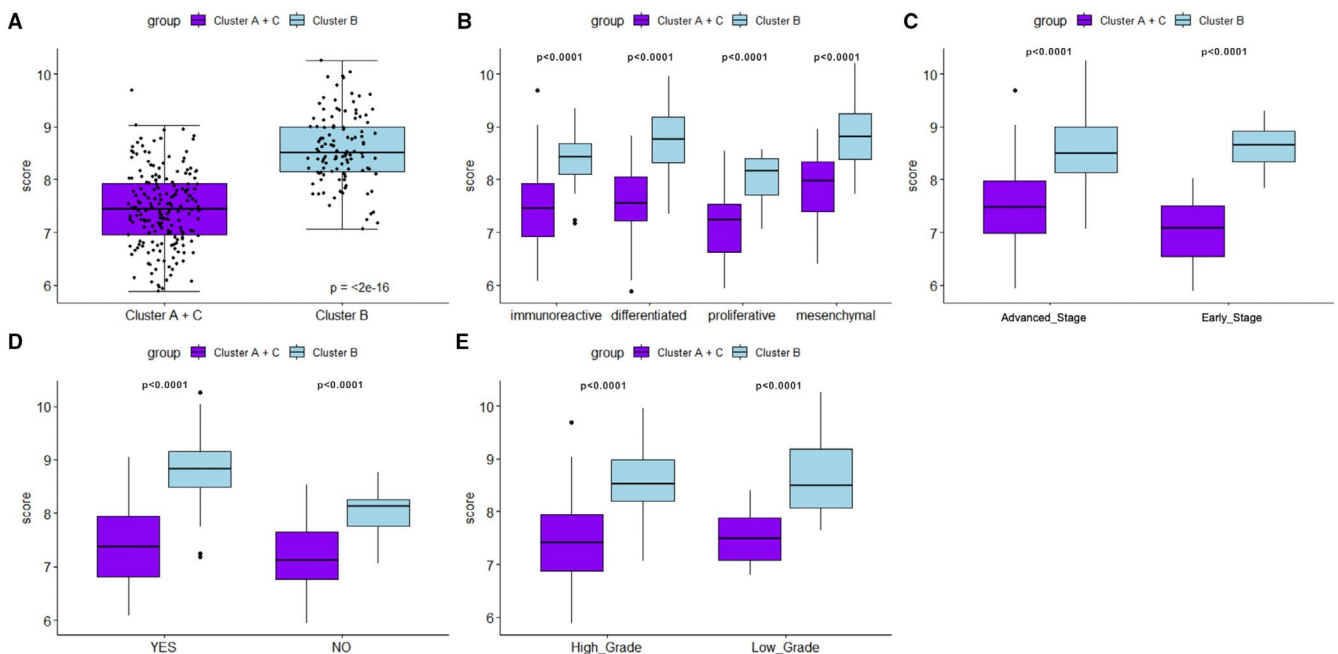 A
group Cluster A + C Cluster B
score
10
9
8
7
6
p = <2e-16
Cluster A + C Cluster B
B
group Cluster A + C Cluster B
p<0.0001 p<0.0001 p<0.0001 p<0.0001
score
10
9
8
7
6
immunoreactive differentiated proliferative mesenchymal
C
group Cluster A + C Cluster B
p<0.0001 p<0.0001
score
10
9
8
7
6
Advanced_Stage Early_Stage
D
group Cluster A + C Cluster B
p<0.0001 p<0.0001
score
10
9
8
7
6
YES NO
E
group Cluster A + C Cluster B
p<0.0001 p<0.0001
score
10
9
8
7
6
High_Grade Low_Grade